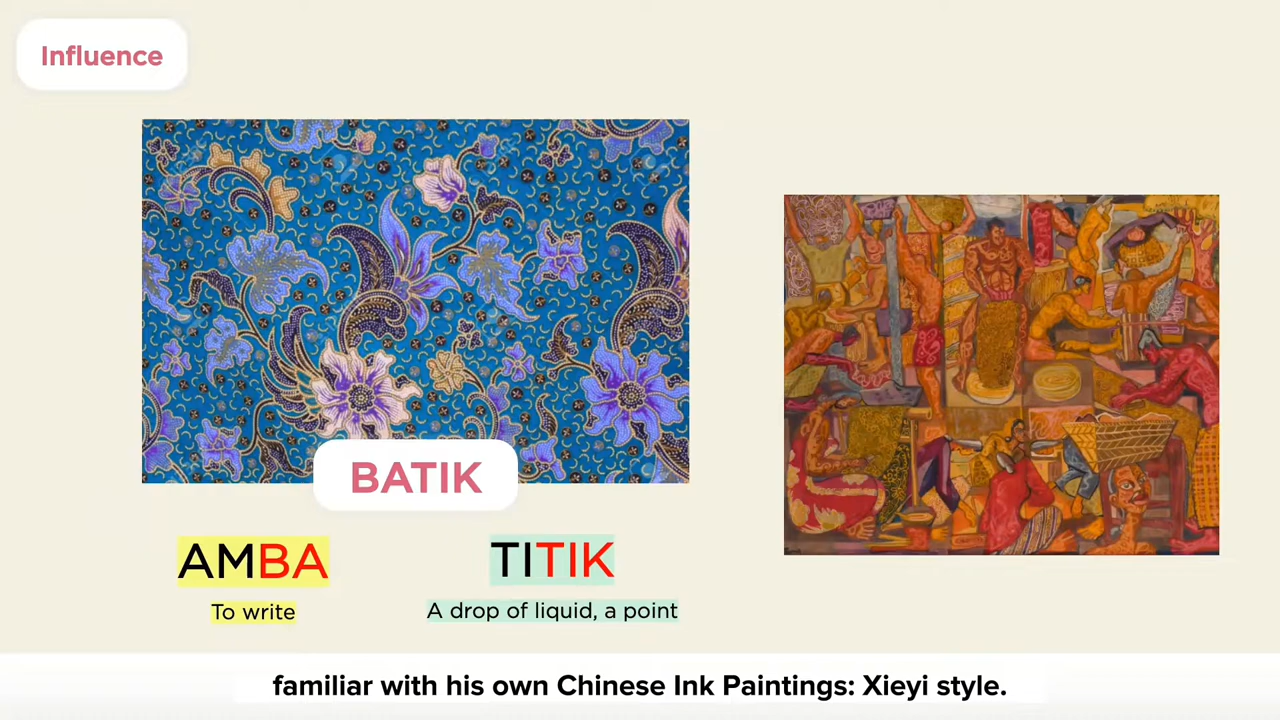 Influence
BATIK
AMBA
TITIK
To write
A drop of liquid, a point
familiar with his own Chinese Ink Paintings: Xieyi style.